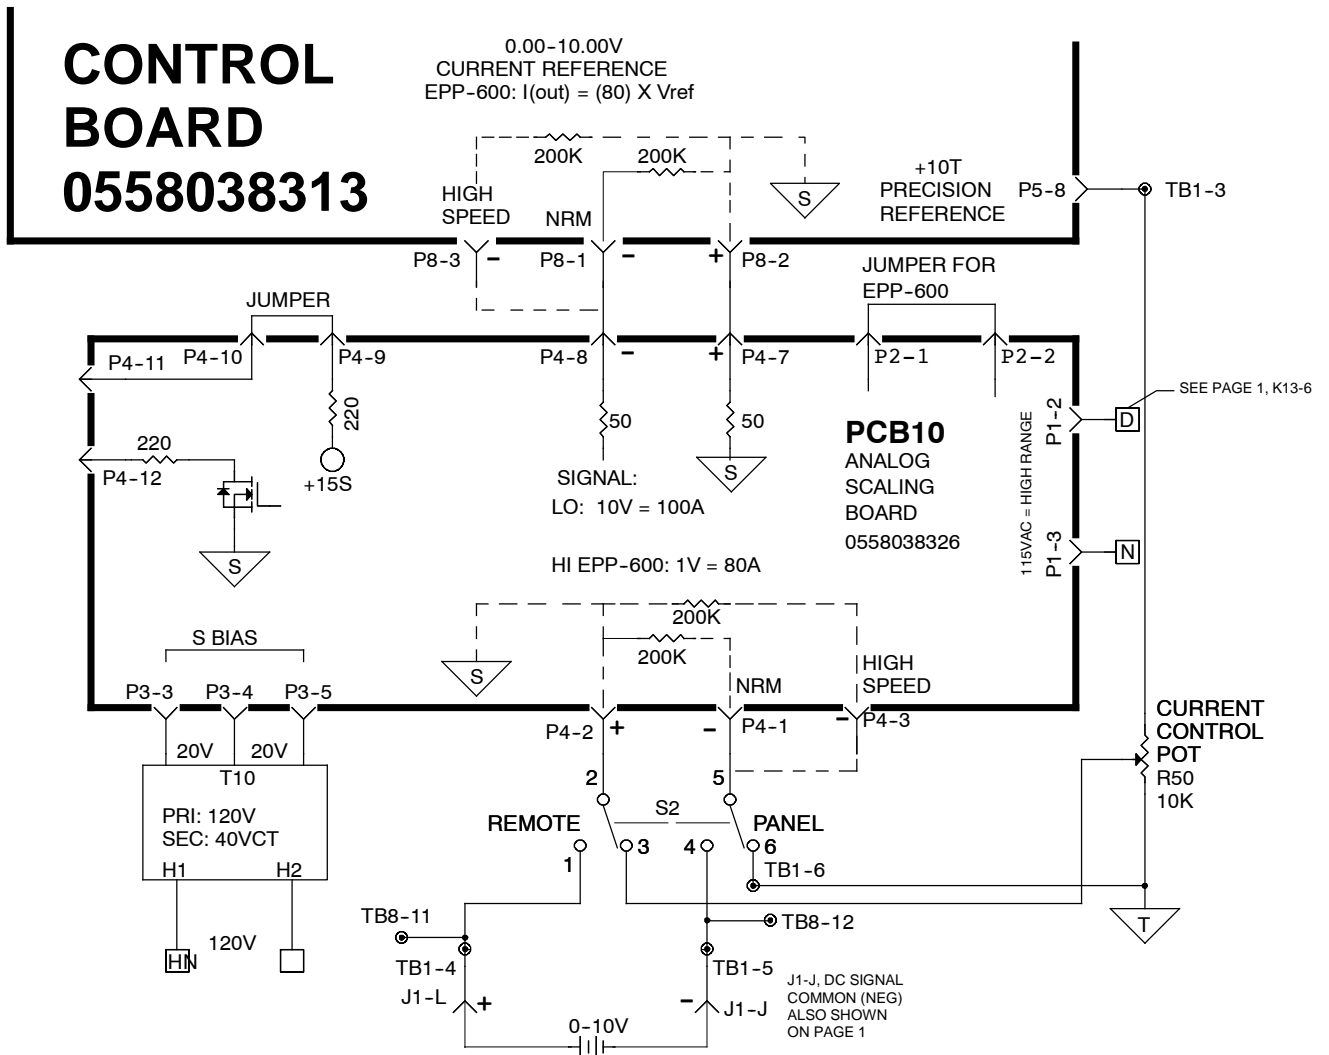 CONTROL
BOARD
0558038313
0.00-10.00V
CURRENT REFERENCE
EPP-600: I(out) = (80) X Vref
200K
200K
S
HIGH
SPEED
NRM
+10T
PRECISION
REFERENCE
P5-8
TB1-3
P8-3
-
P8-1
-
+
P8-2
JUMPER FOR
EPP-600
JUMPER
P4-11
P4-10
P4-9
P4-8
-
+
P4-7
P2-1
P2-2
SEE PAGE 1, K13-6
P1-2
D
220
50
50
220
P4-12
+15S
S
S
SIGNAL:
LO: 10V = 100A
HI EPP-600: 1V = 80A
PCB10
ANALOG
SCALING
BOARD
0558038326
115VAC = HIGH RANGE
P1-3
N
S BIAS
200K
200K
S
HIGH
SPEED
NRM
P3-3
P3-4
P3-5
P4-2
+
-
P4-1
-
P4-3
20V
20V
T10
PRI: 120V
SEC: 40VCT
H1
H2
120V
HN
2
5
S2
REMOTE
PANEL
1
3
4
6
TB1-6
CURRENT
CONTROL
POT
R50
10K
T
TB8-11
TB8-12
TB1-4
TB1-5
J1-L
+
-
J1-J
0-10V
J1-J, DC SIGNAL
COMMON (NEG)
ALSO SHOWN
ON PAGE 1